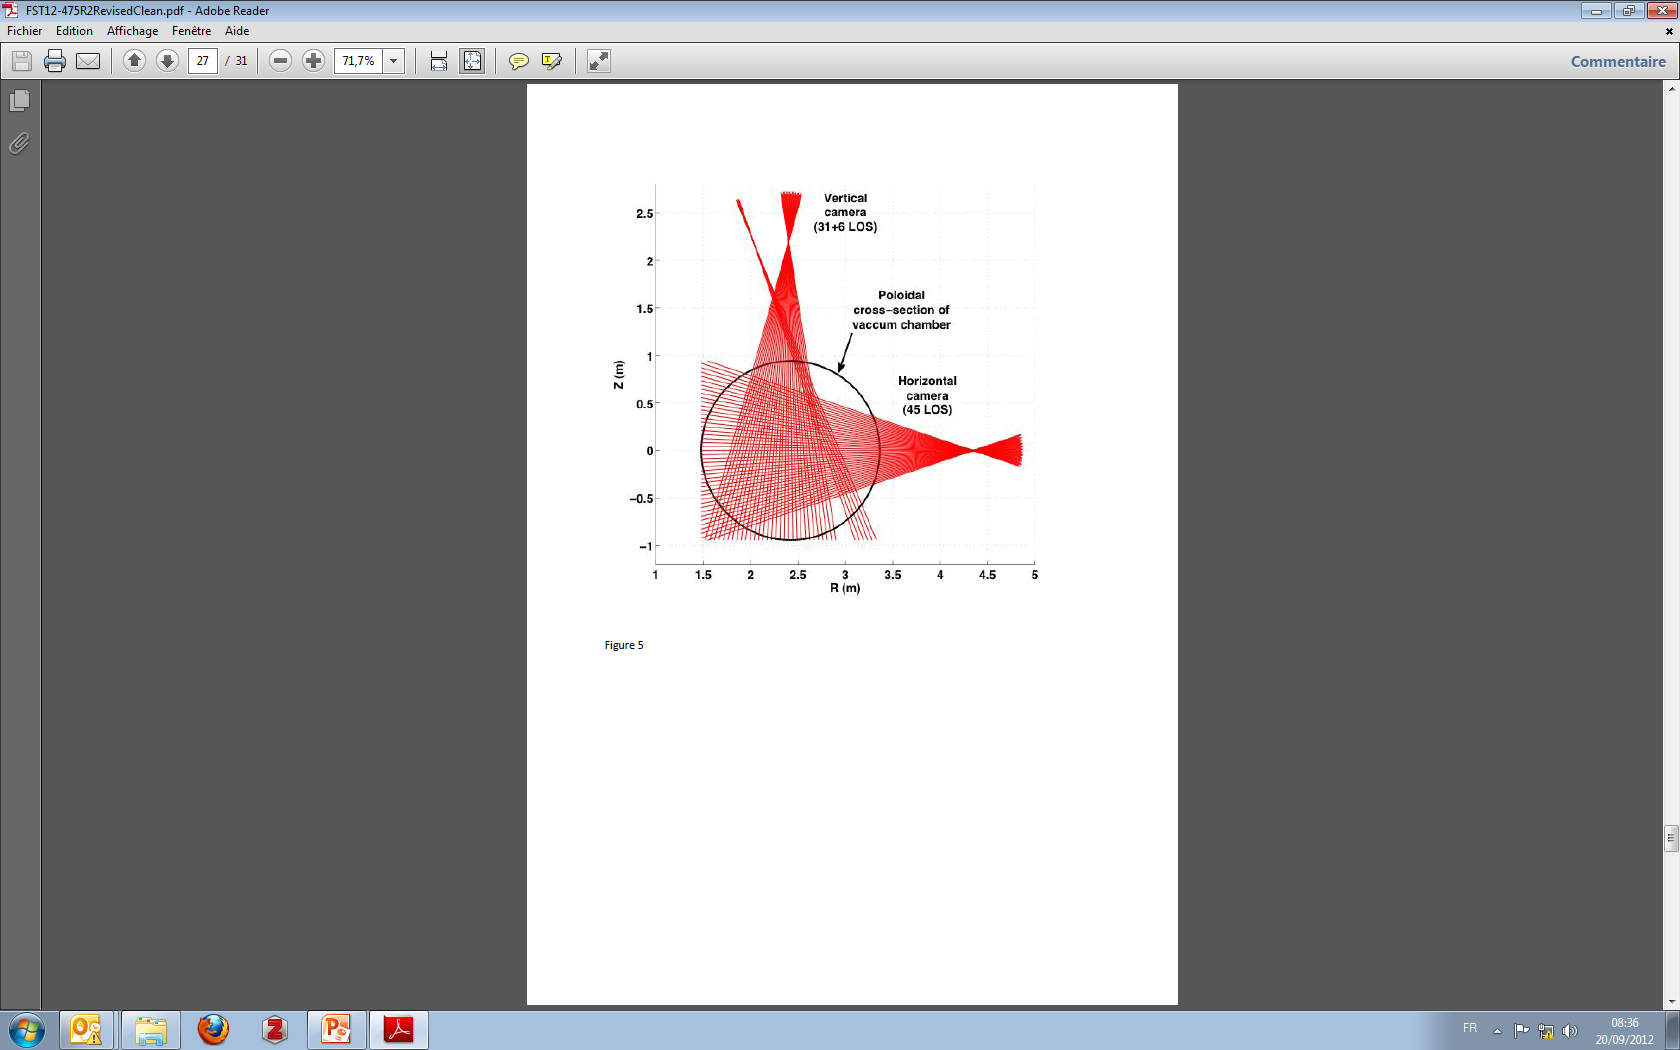 FST12-475R2RevisedClean.pdf - Adobe Reader
Fichier Edition Affichage Fenêtre Aide
27 / 31 71,7% Commentaire
Vertical
camera
(31+6 LOS)
Poloidal
cross−section of
vaccum chamber
Horizontal
camera
(45 LOS)
2.5
2
1.5
1
0.5
0
−0.5
−1
Z (m)
1 1.5 2 2.5 3 3.5 4 4.5 5
R (m)
Figure 5
FR 08:36
20/09/2012